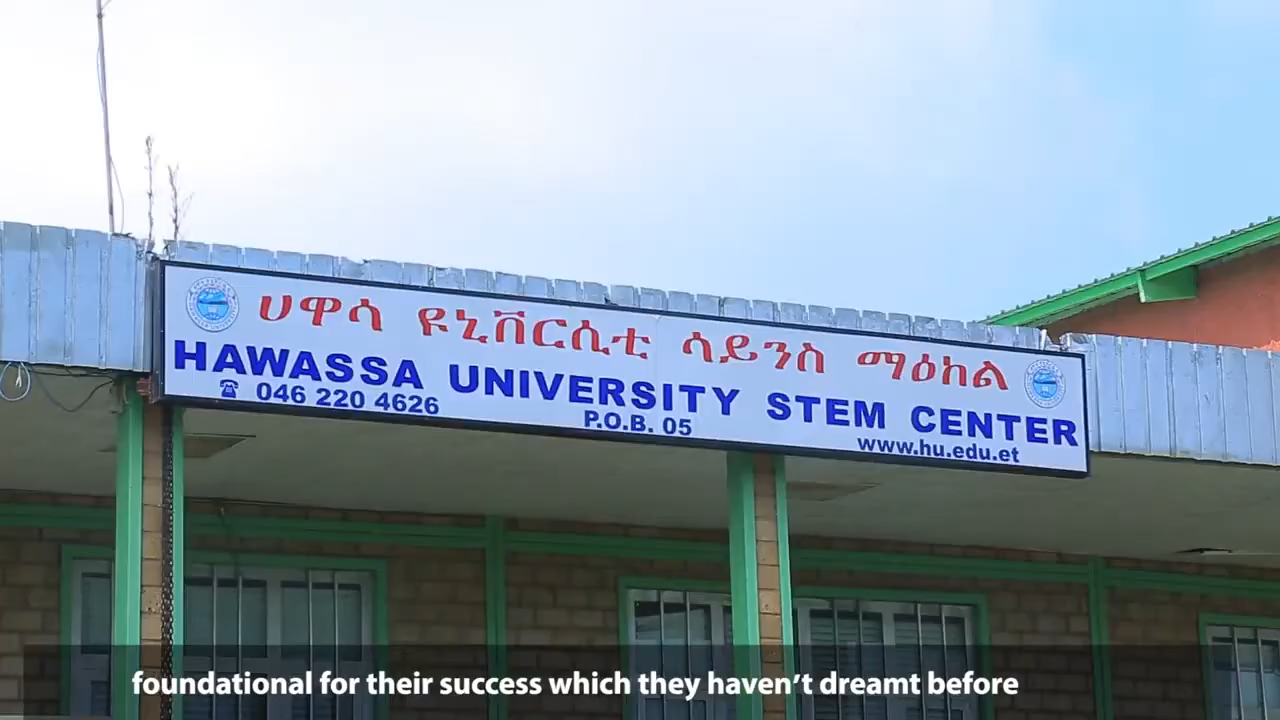 ሀዋሳ ዩኒቨርሲቲ ሳይንስ ማዕከል
HAWASSA UNIVERSITY STEM CENTER
☎ 046 220 4626
P.O.B. 05
www.hu.edu.et
foundational for their success which they haven't dreamt before